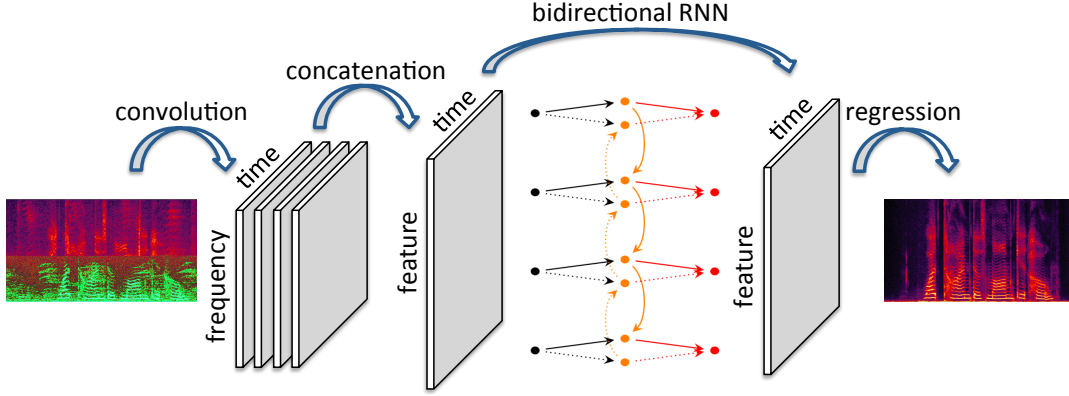 bidirectional RNN
concatenation
convolution
time
time
time
regression
frequency
feature
feature